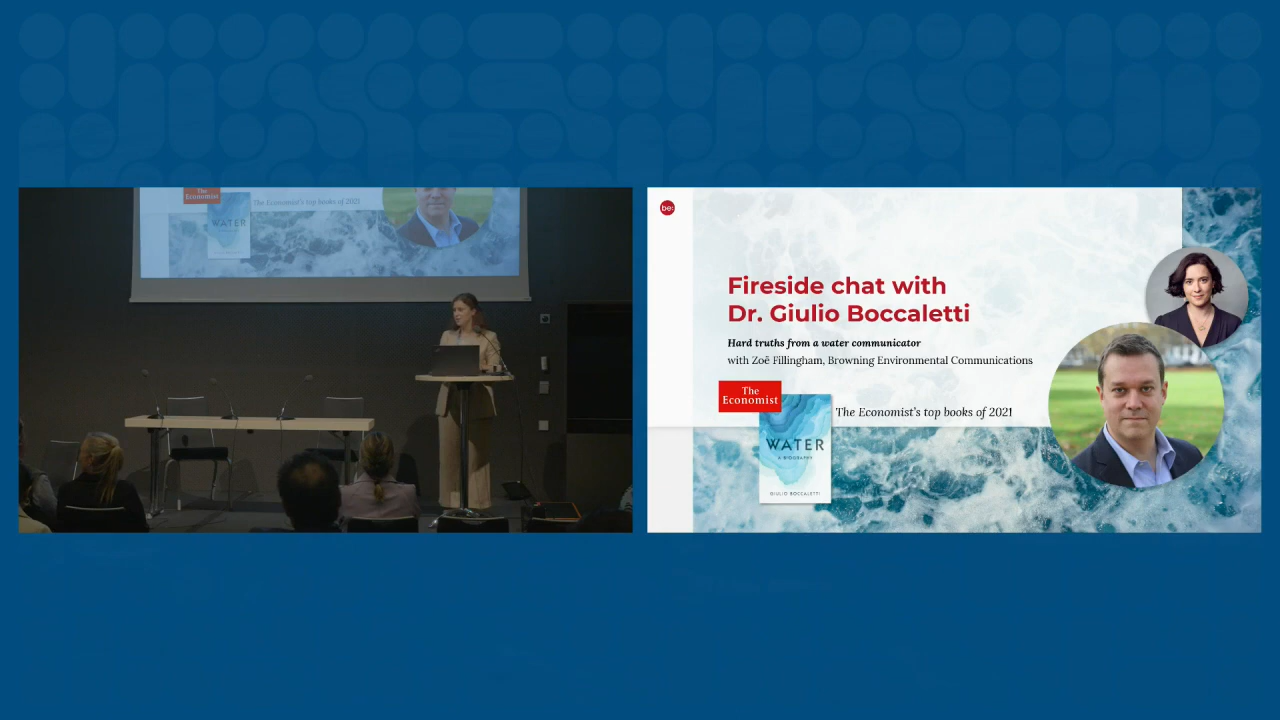 The
Economist
The Economist's top books of 2021
WATER
be:
Fireside chat with
Dr. Giulio Boccaletti
Hard truths from a water communicator
with Zoë Fillingham, Browning Environmental Communications
The
Economist
The Economist's top books of 2021
WATER
A BIOGRAPHY
GIULIO BOCCALETTI